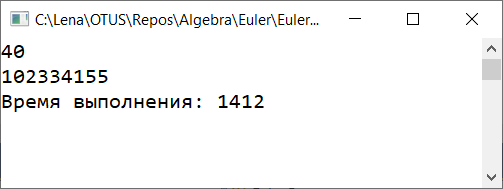 C:\Lena\OTUS\Repos\Algebra\Euler\Euler...
40
102334155
Время выполнения: 1412